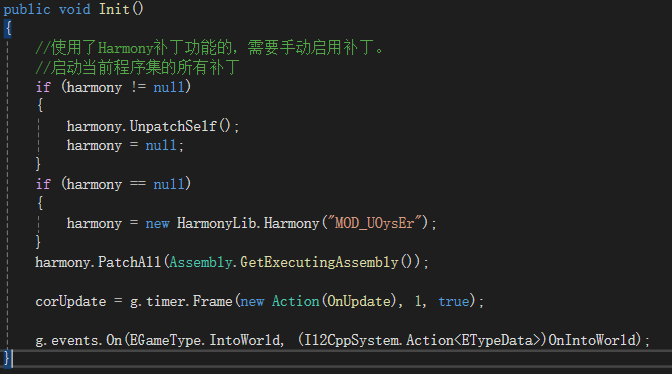 public void Init()
{
//使用了Harmony补丁功能的，需要手动启用补丁。
//启动当前程序集的所有补丁
if (harmony != null)
{
harmony.UnpatchSelf();
harmony = null;
}
if (harmony == null)
{
harmony = new HarmonyLib.Harmony("MOD_UOysEr");
}
harmony.PatchAll(Assembly.GetExecutingAssembly());
corUpdate = g.timer.Frame(new Action(OnUpdate), 1, true);
g.events.On(EGameType.IntoWorld, (Il2CppSystem.Action<ETypeData>)OnIntoWorld);
}